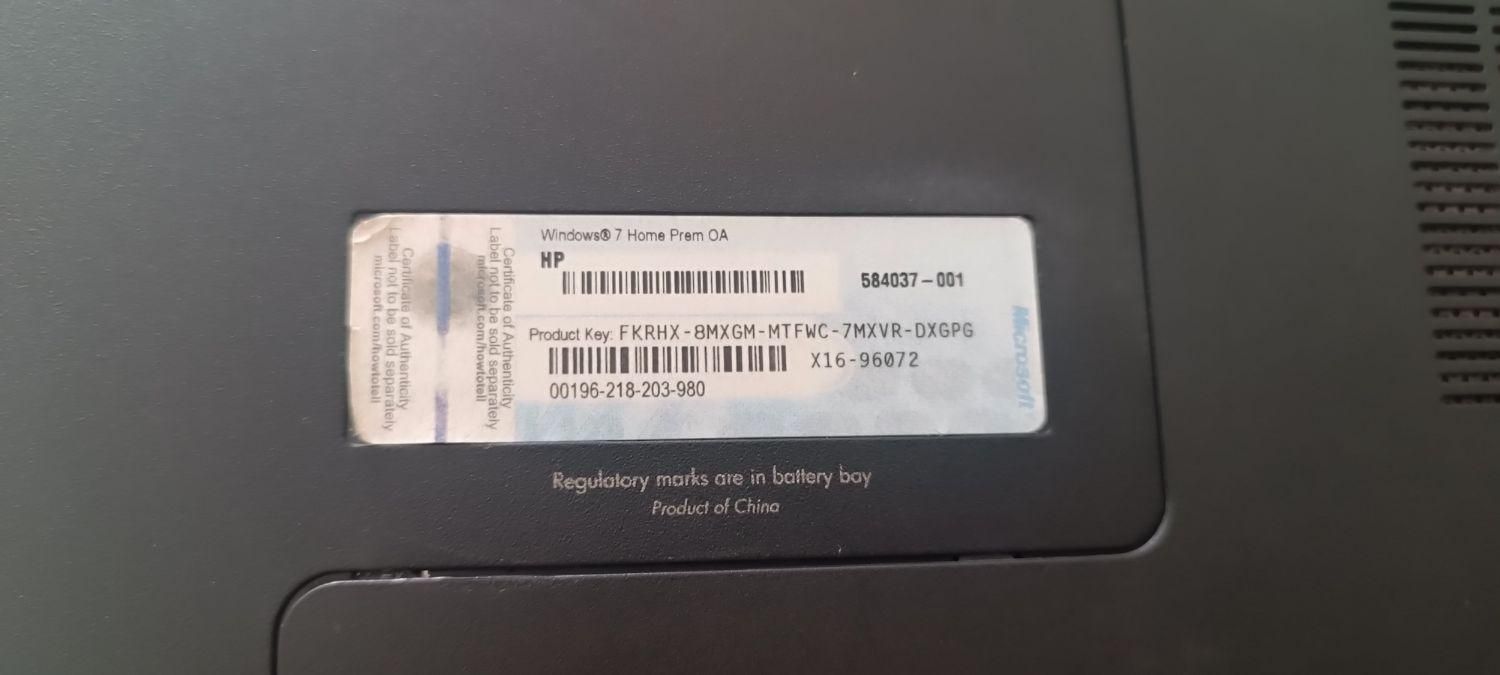 Windows® 7 Home Prem OA
HP
584037-001
Product Key: FKRHX-8MXGM-MTFWC-7MXVR-DXGPG
X16-96072
00196-218-203-980
Microsoft
Certificate of Authenticity
Label not to be sold separately
microsoft.com/howtotell
Certificate of Authenticity
Label not to be sold separately
microsoft.com/howtotell
Regulatory marks are in battery bay
Product of China